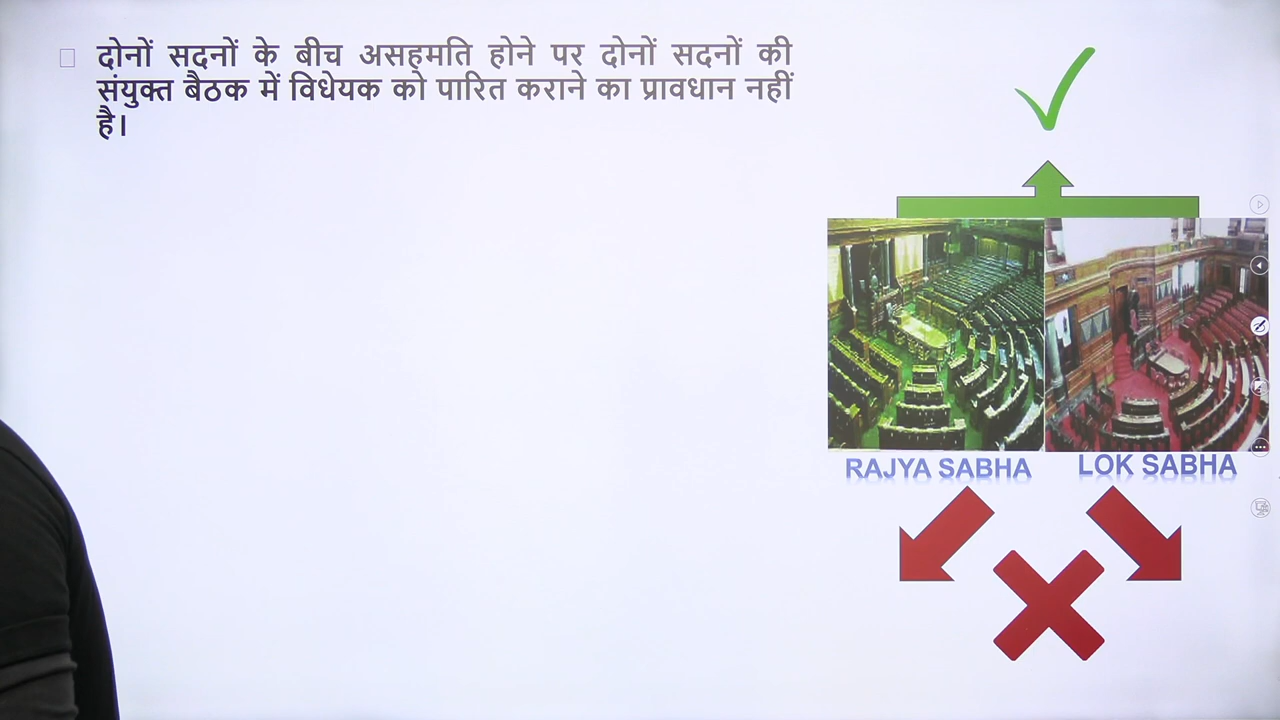 दोनों सदनों के बीच असहमति होने पर दोनों सदनों की
संयुक्त बैठक में विधेयक को पारित कराने का प्रावधान नहीं
है।
RAJYA SABHA
LOK SABHA